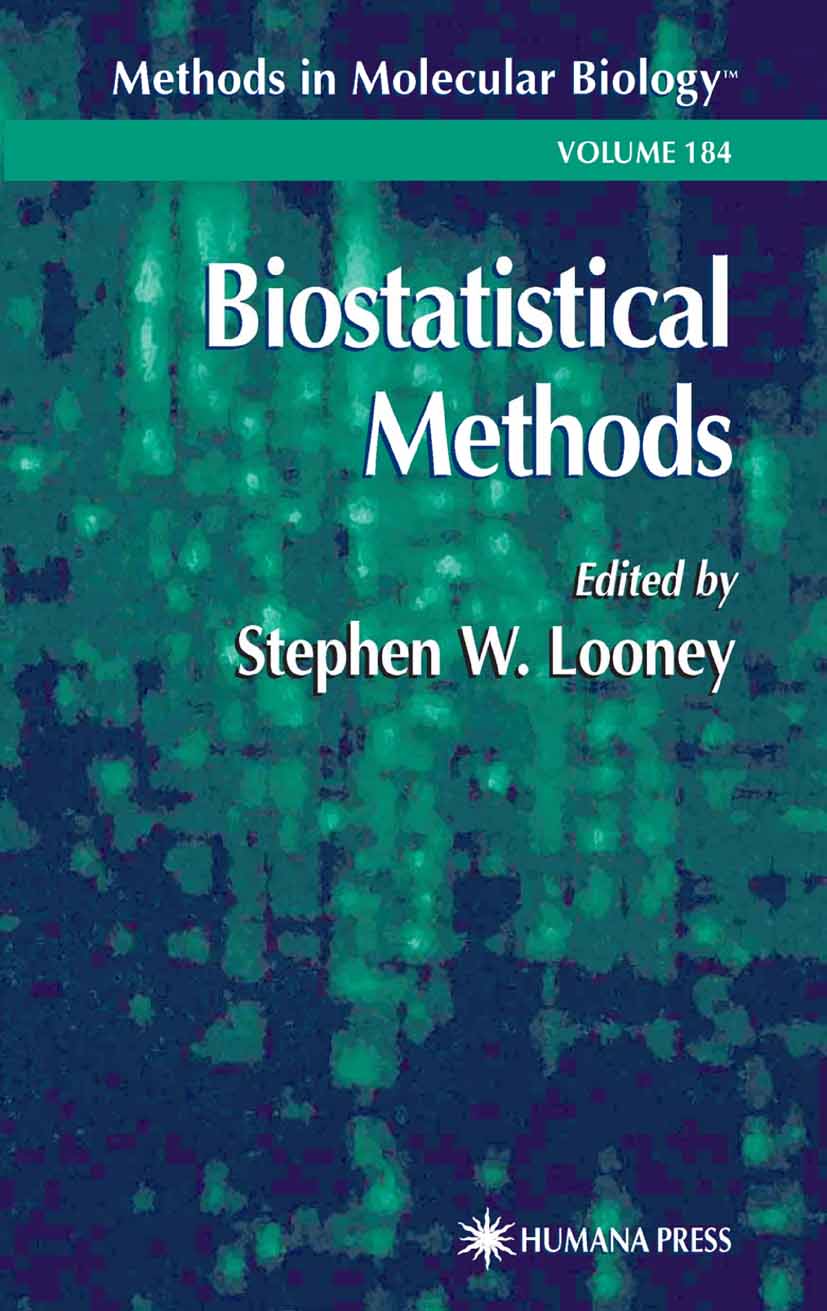 Methods in Molecular Biology™
VOLUME 184
Biostatistical
Methods
Edited by
Stephen W. Looney
HUMANA PRESS